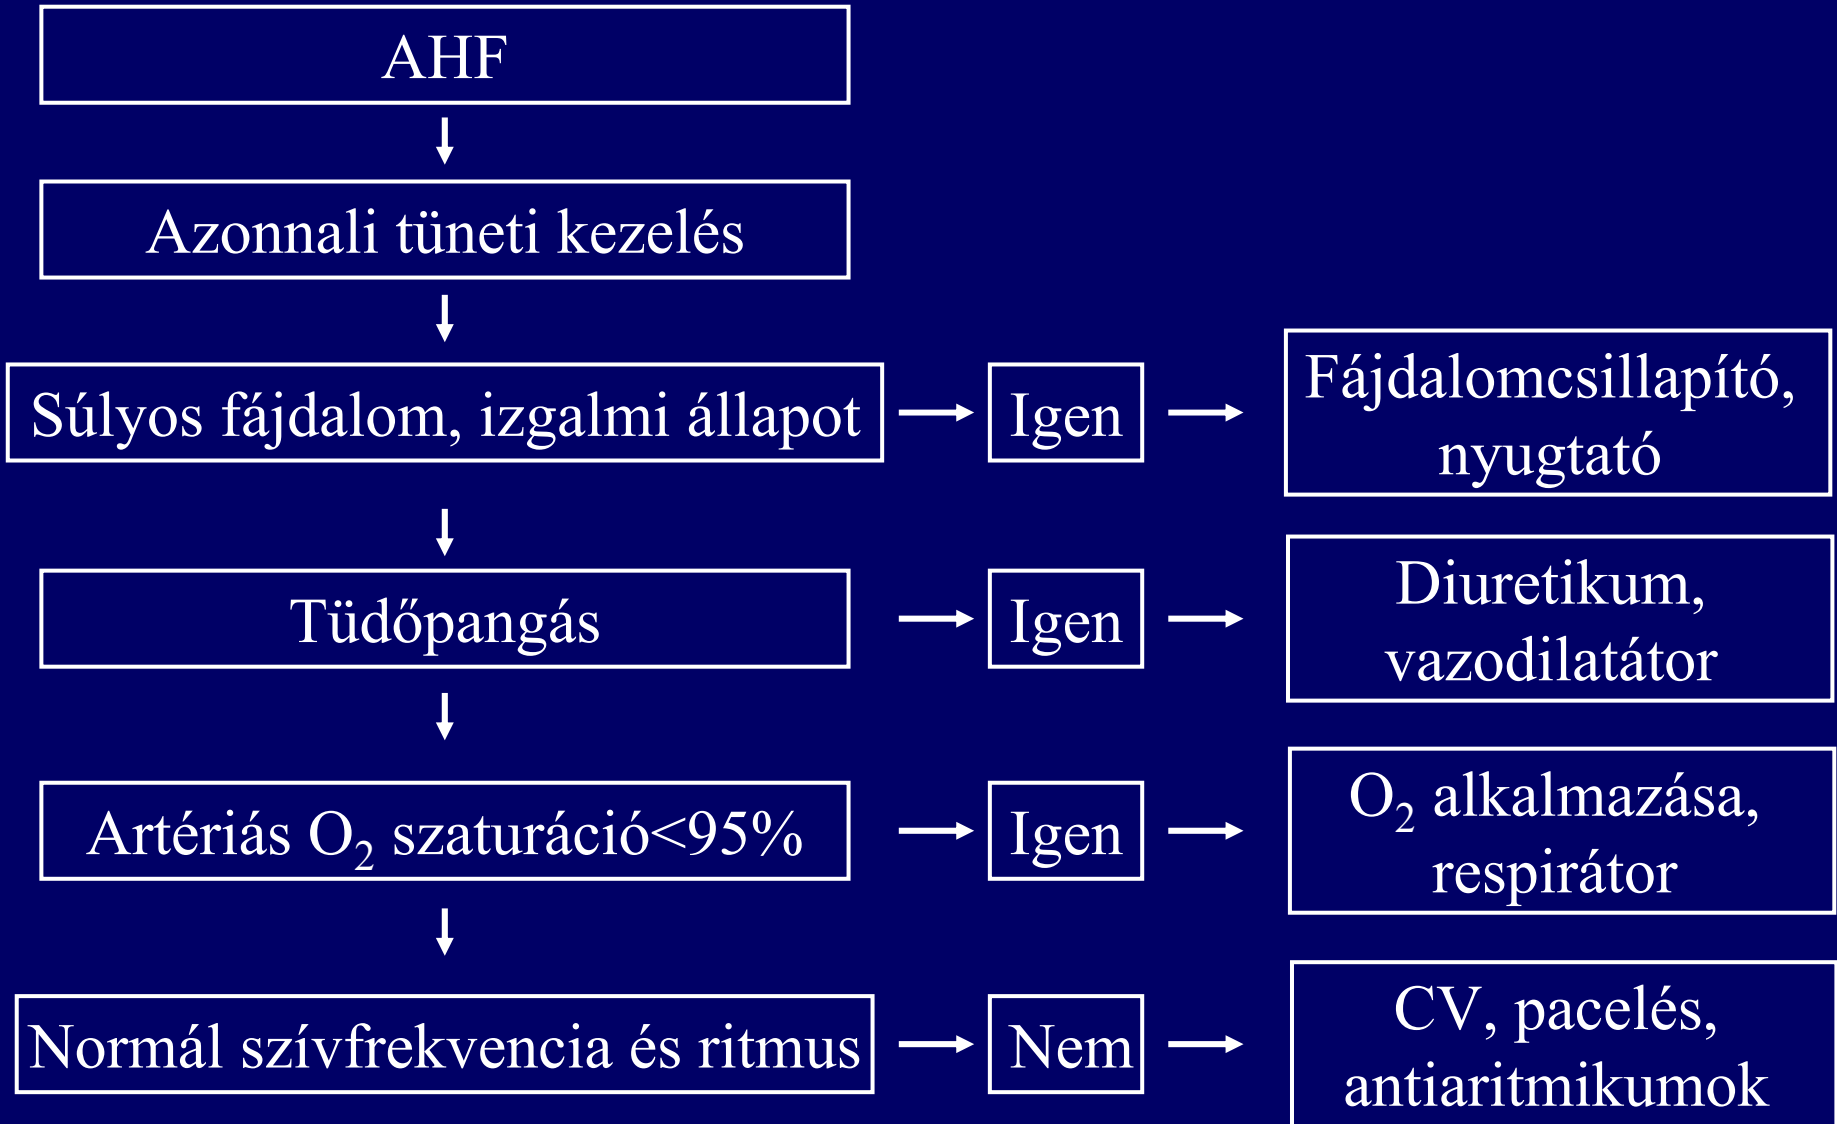 AHF
Azonnali tüneti kezelés
Súlyos fájdalom, izgalmi állapot
Igen
Fájdalomcsillapító,
nyugtató
Tüdőpangás
Igen
Diuretikum,
vazodilatátor
Artériás O₂ szaturáció<95%
Igen
O₂ alkalmazása,
respirátor
Normál szívfrekvencia és ritmus
Nem
CV, pacelés,
antiaritmikumok